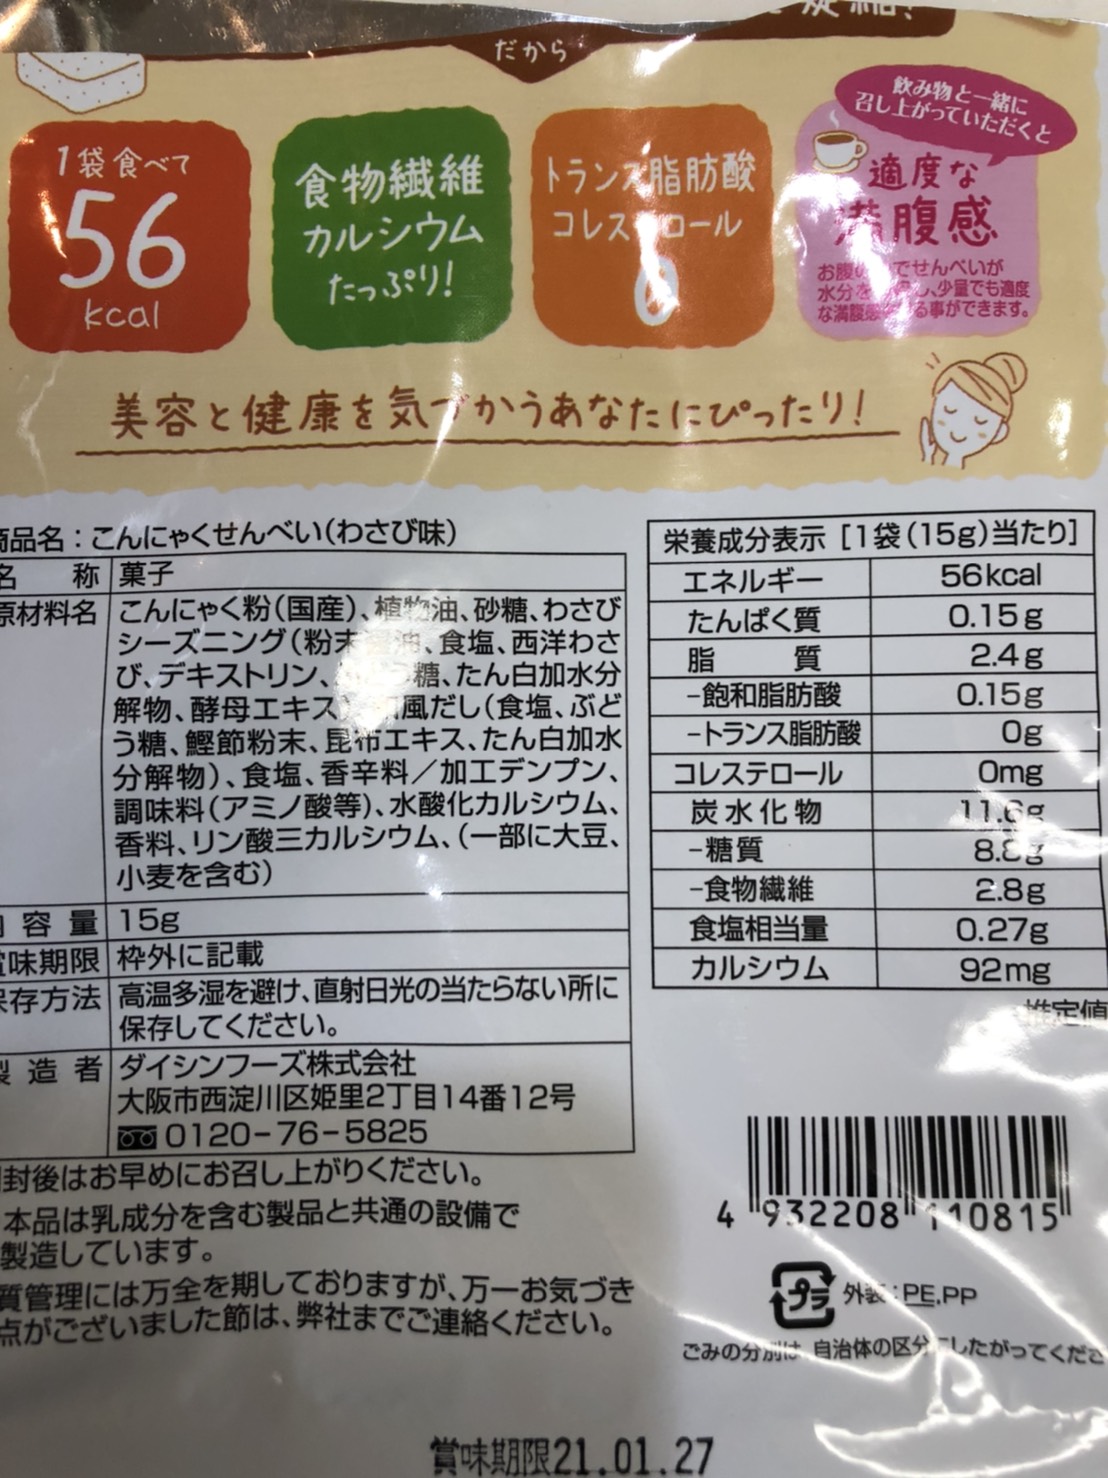 だから
1袋食べて
56
kcal
食物繊維
カルシウム
たっぷり!
トランス脂肪酸
コレステロール
0
飲み物と一緒に
召し上がっていただくと
適度な
満腹感
お腹の でせんべいが
水分を し、少量でも適度
な満腹感 る事ができます。
美容と健康を気づかうあなたにぴったり!
商品名:こんにゃくせんべい(わさび味)
名 称 菓子
原材料名 こんにゃく粉(国産)、植物油、砂糖、わさび
シーズニング(粉末醤油、食塩、西洋わさ
び、デキストリン、 糖、たん白加水分
解物、酵母エキス 風だし(食塩、ぶど
う糖、鰹節粉末、昆布エキス、たん白加水
分解物)、食塩、香辛料/加工デンプン、
調味料(アミノ酸等)、水酸化カルシウム、
香料、リン酸三カルシウム、(一部に大豆、
小麦を含む)
内容量 15g
賞味期限 枠外に記載
保存方法 高温多湿を避け、直射日光の当たらない所に
保存してください。
製造者 ダイシンフーズ株式会社
大阪市西淀川区姫里2丁目14番12号
0120-76-5825
開封後はお早めにお召し上がりください。
本品は乳成分を含む製品と共通の設備で
製造しています。
質管理には万全を期しておりますが、万一お気づき
点がございました節は、弊社までご連絡ください。
栄養成分表示 [1袋(15g)当たり]
エネルギー 56kcal
たんぱく質 0.15g
脂 質 2.4g
-飽和脂肪酸 0.15g
-トランス脂肪酸 0g
コレステロール 0mg
炭水化物 11.6g
-糖質 8.8g
-食物繊維 2.8g
食塩相当量 0.27g
カルシウム 92mg
推定値
4 932208 110815
プラ 外装:PE,PP
ごみの分別は、自治体の区分にしたがってくださ
賞味期限21.01.27